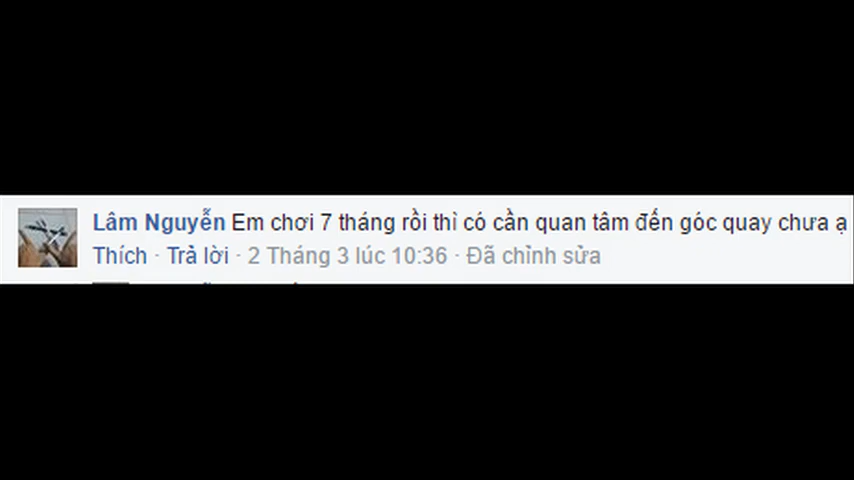 Lâm Nguyễn Em chơi 7 tháng rồi thì có cần quan tâm đến góc quay chưa ạ
Thích · Trả lời · 2 Tháng 3 lúc 10:36 · Đã chỉnh sửa